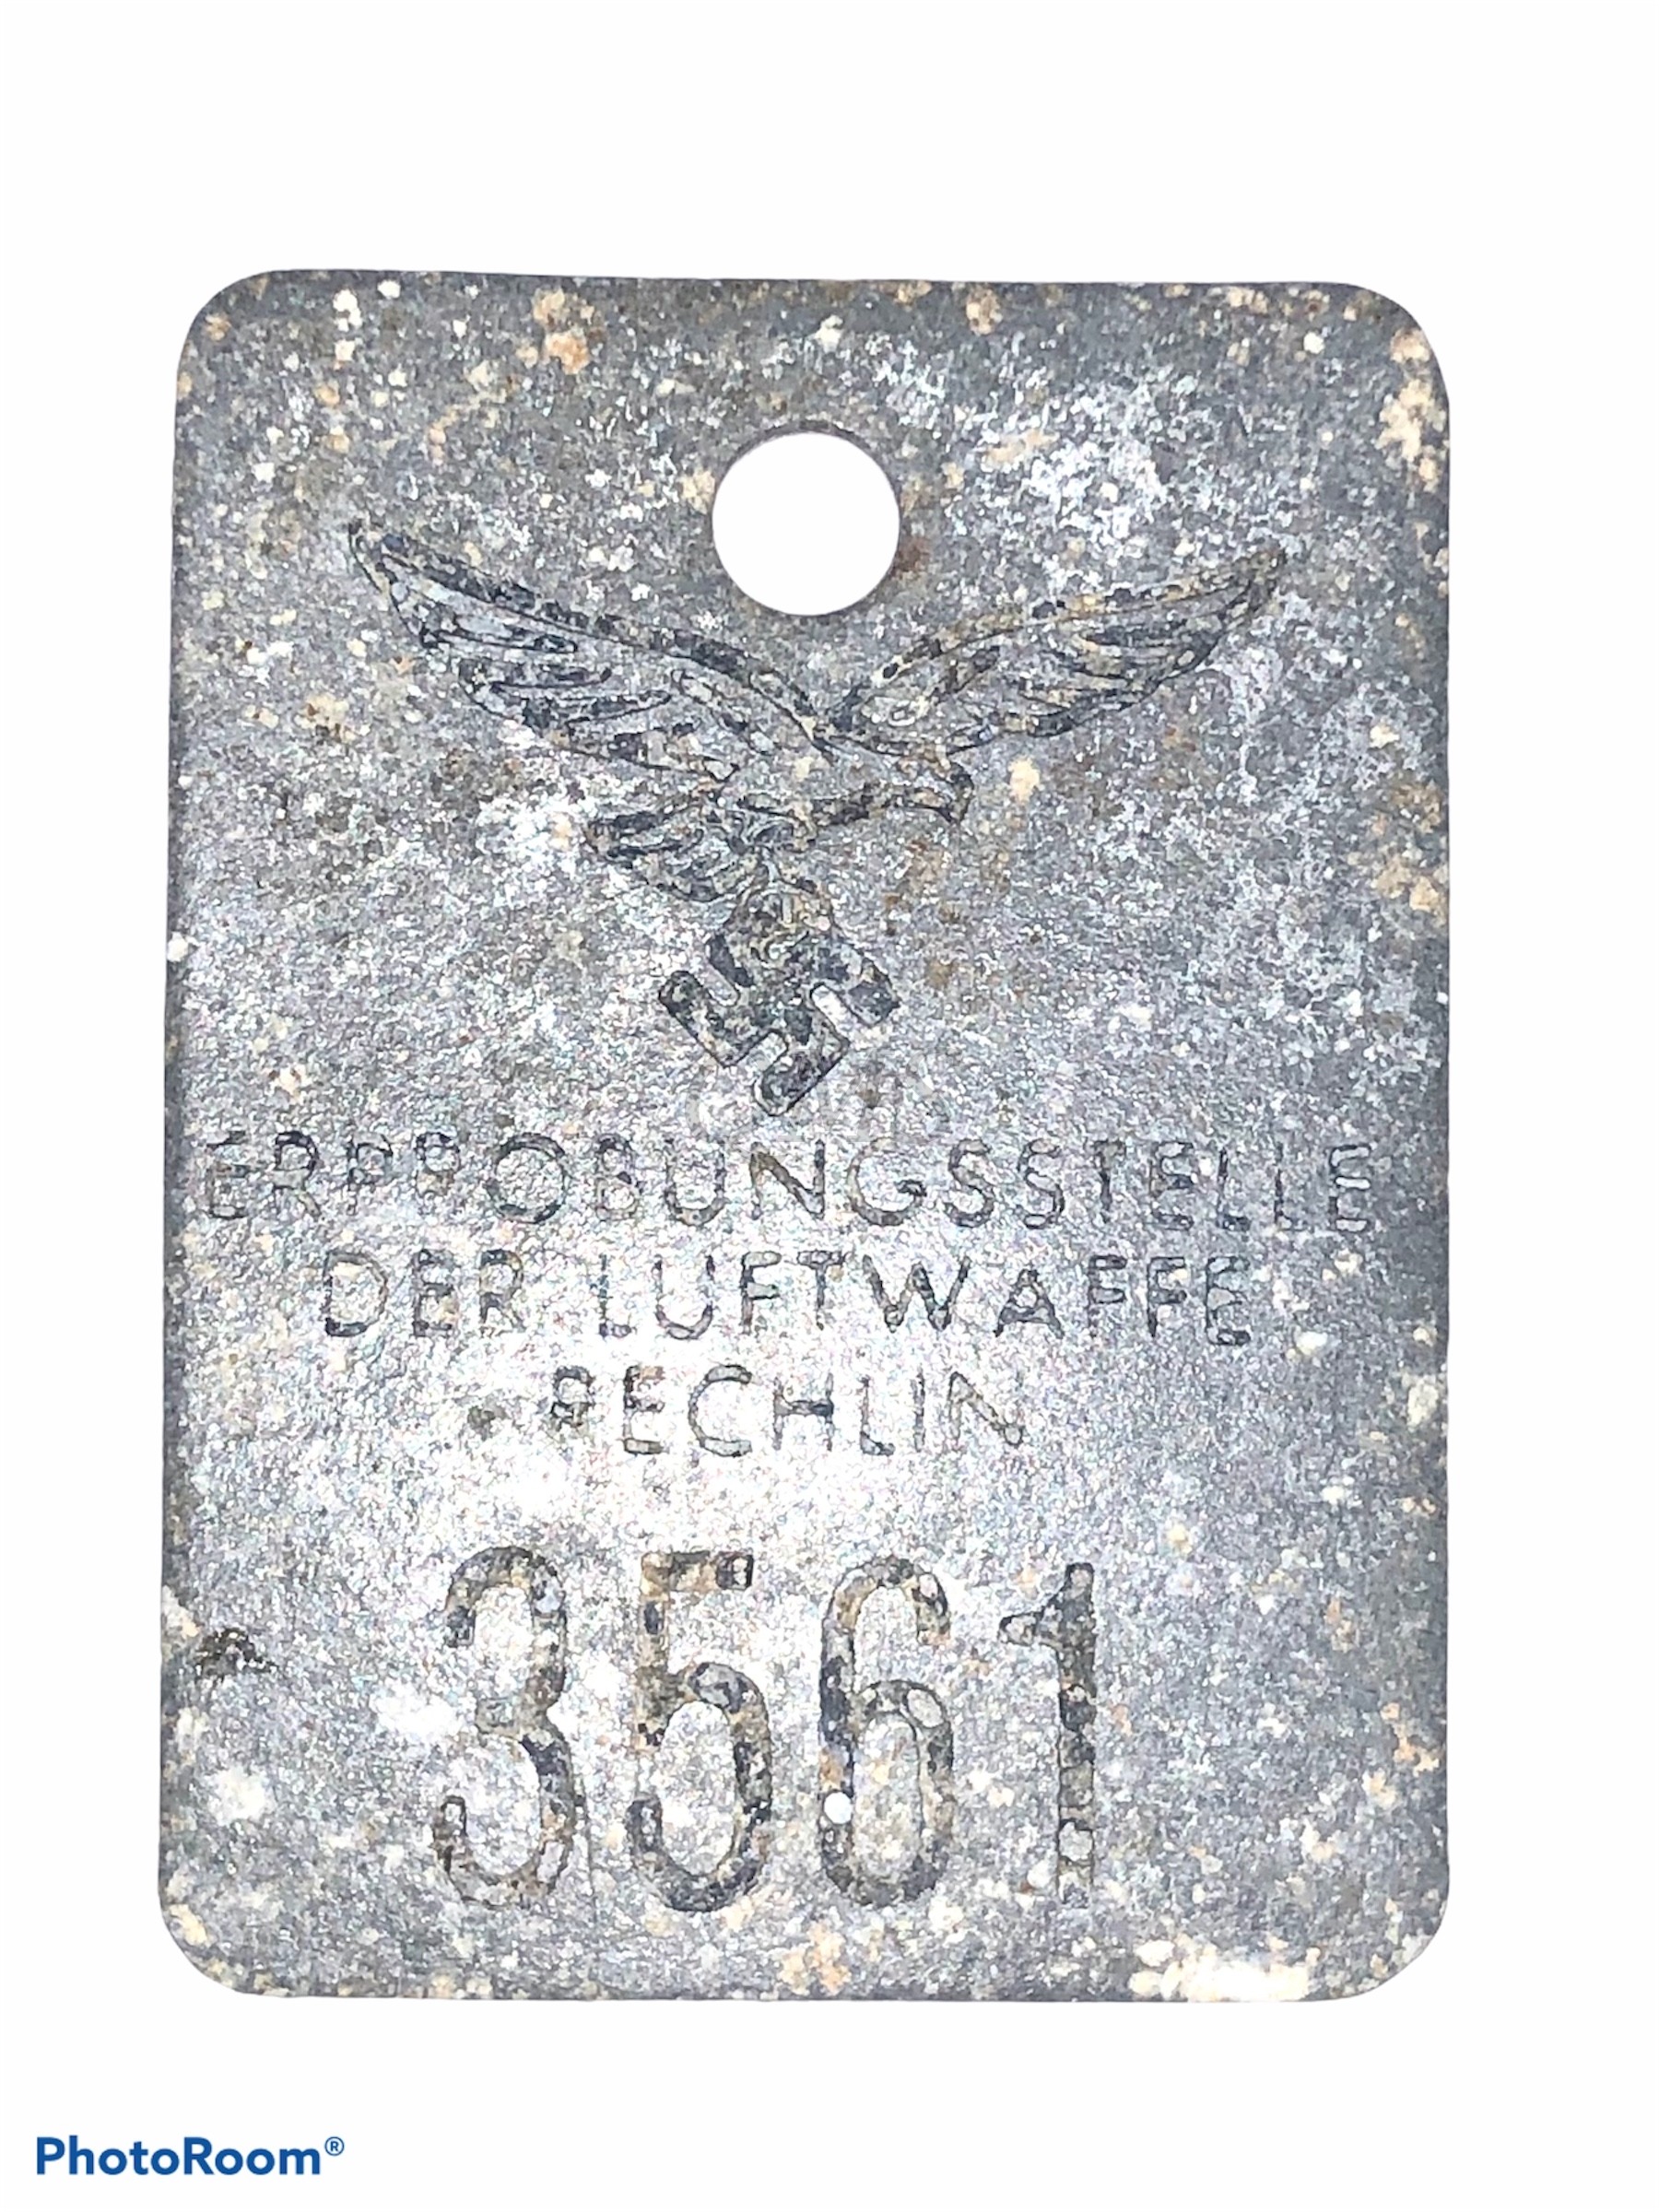 ERPROBUNGSSTELLE
DER LUFTWAFFE
RECHLIN
3561
PhotoRoom®